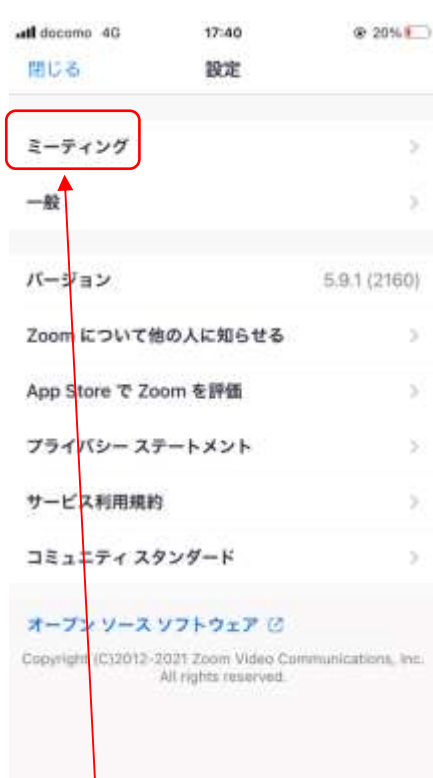 docomo 4G 17:40 20%
閉じる 設定
ミーティング
一般
バージョン 5.9.1 (2160)
Zoom について他の人に知らせる
App Store で Zoom を評価
プライバシー ステートメント
サービス利用規約
コミュニティ スタンダード
オープン ソース ソフトウェア
Copyright (C)2012-2021 Zoom Video Communications, Inc.
All rights reserved.